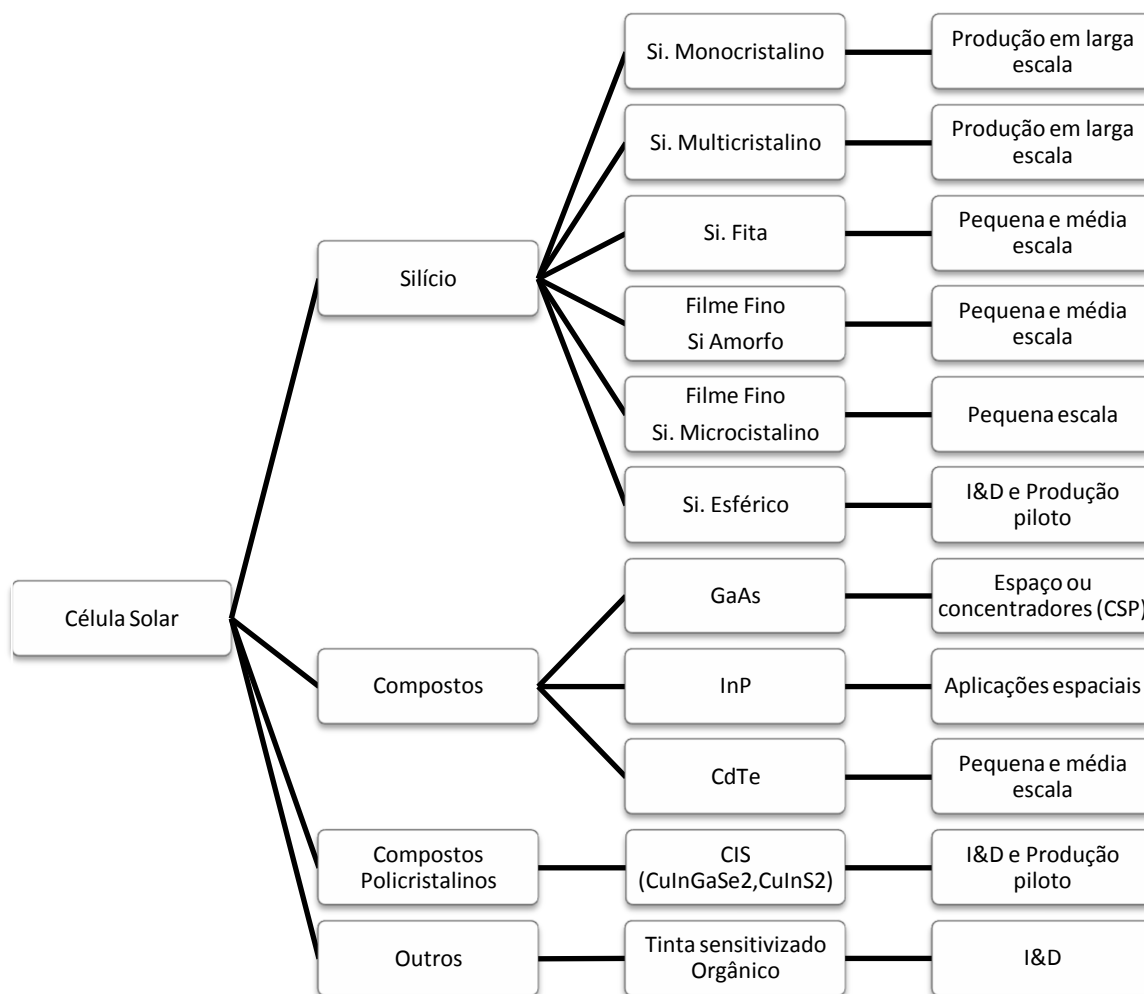 Célula Solar
Silício
Si. Monocristalino
Produção em larga
escala
Si. Multicristalino
Produção em larga
escala
Si. Fita
Pequena e média
escala
Filme Fino
Si Amorfo
Pequena e média
escala
Filme Fino
Si. Microcistalino
Pequena escala
Si. Esférico
I&D e Produção
piloto
Compostos
GaAs
Espaço ou
concentradores (CSP)
InP
Aplicações espaciais
CdTe
Pequena e média
escala
Compostos
Policristalinos
CIS
(CuInGaSe2,CuInS2)
I&D e Produção
piloto
Outros
Tinta sensitivizado
Orgânico
I&D